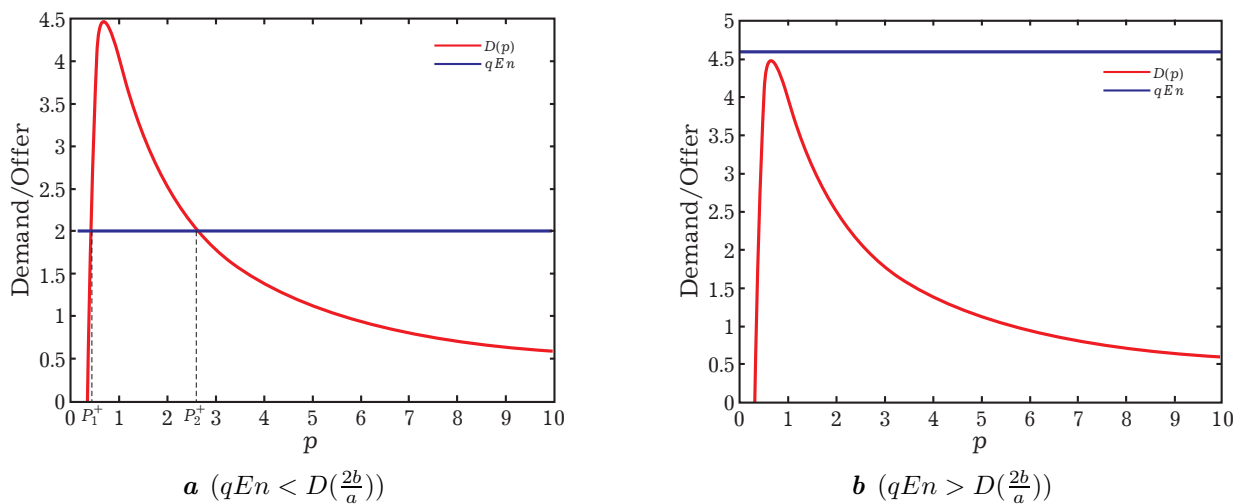 4.5
4
3.5
3
2.5
2
1.5
1
0.5
0
Demand/Offer
D(p)
qEn
0 P₁⁺ 1 2 P₂⁺ 3 4 5 6 7 8 9 10
p
a (qEn < D(2b/a))
5
4.5
4
3.5
3
2.5
2
1.5
1
0.5
0
Demand/Offer
D(p)
qEn
0 1 2 3 4 5 6 7 8 9 10
p
b (qEn > D(2b/a))